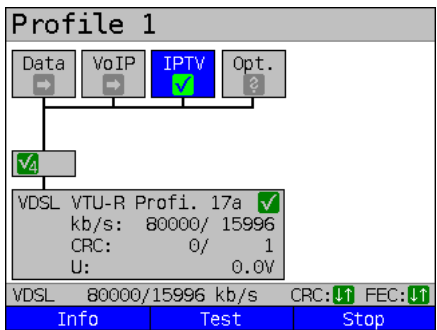 Profile 1
Data VoIP IPTV Opt.
?
4
VDSL VTU-R Profi. 17a
kb/s: 80000/ 15996
CRC: 0/ 1
U: 0.0V
VDSL 80000/15996 kb/s CRC: FEC:
Info Test Stop